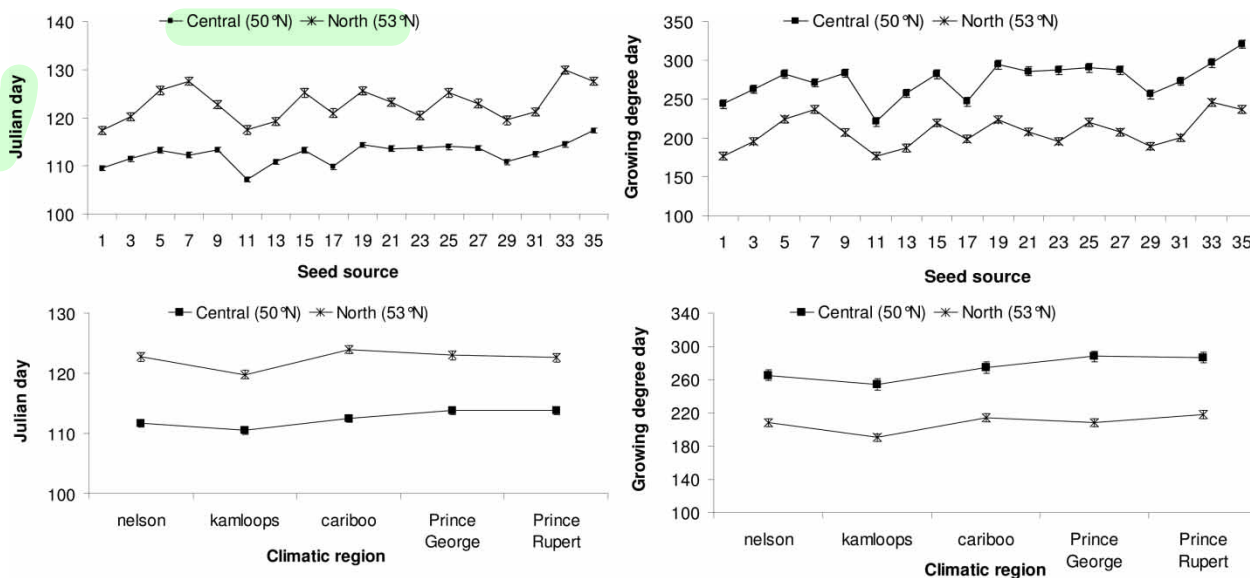 140
Central (50 °N) North (53 °N)
130
120
110
100
Julian day
1 3 5 7 9 11 13 15 17 19 21 23 25 27 29 31 33 35
Seed source
350
Central (50 °N) North (53 °N)
300
250
200
150
100
Growing degree day
1 3 5 7 9 11 13 15 17 19 21 23 25 27 29 31 33 35
Seed source
130
Central (50 °N) North (53 °N)
120
110
100
Julian day
nelson kamloops cariboo Prince Prince
George Rupert
Climatic region
340
Central (50 °N) North (53 °N)
300
260
220
180
140
100
Growing degree day
nelson kamloops cariboo Prince Prince
George Rupert
Climatic region